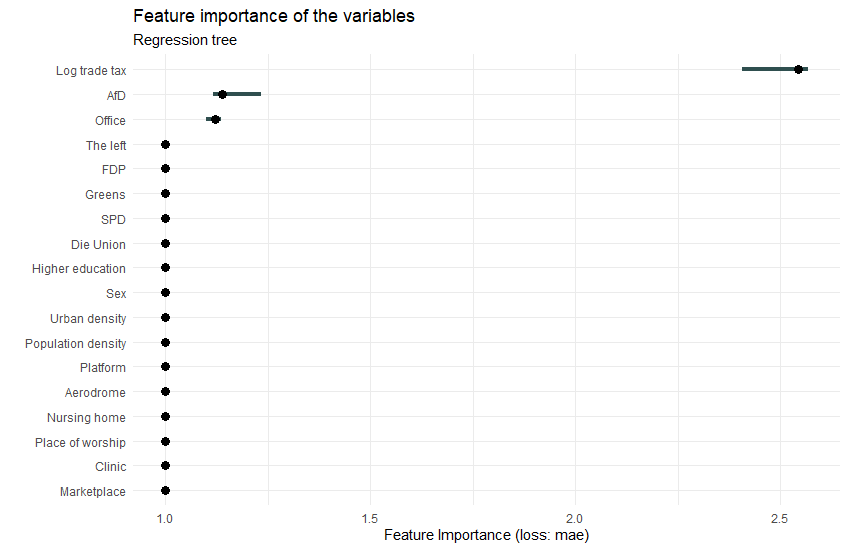 Feature importance of the variables
Regression tree
Log trade tax
AfD
Office
The left
FDP
Greens
SPD
Die Union
Higher education
Sex
Urban density
Population density
Platform
Aerodrome
Nursing home
Place of worship
Clinic
Marketplace
1.0 1.5 2.0 2.5
Feature Importance (loss: mae)